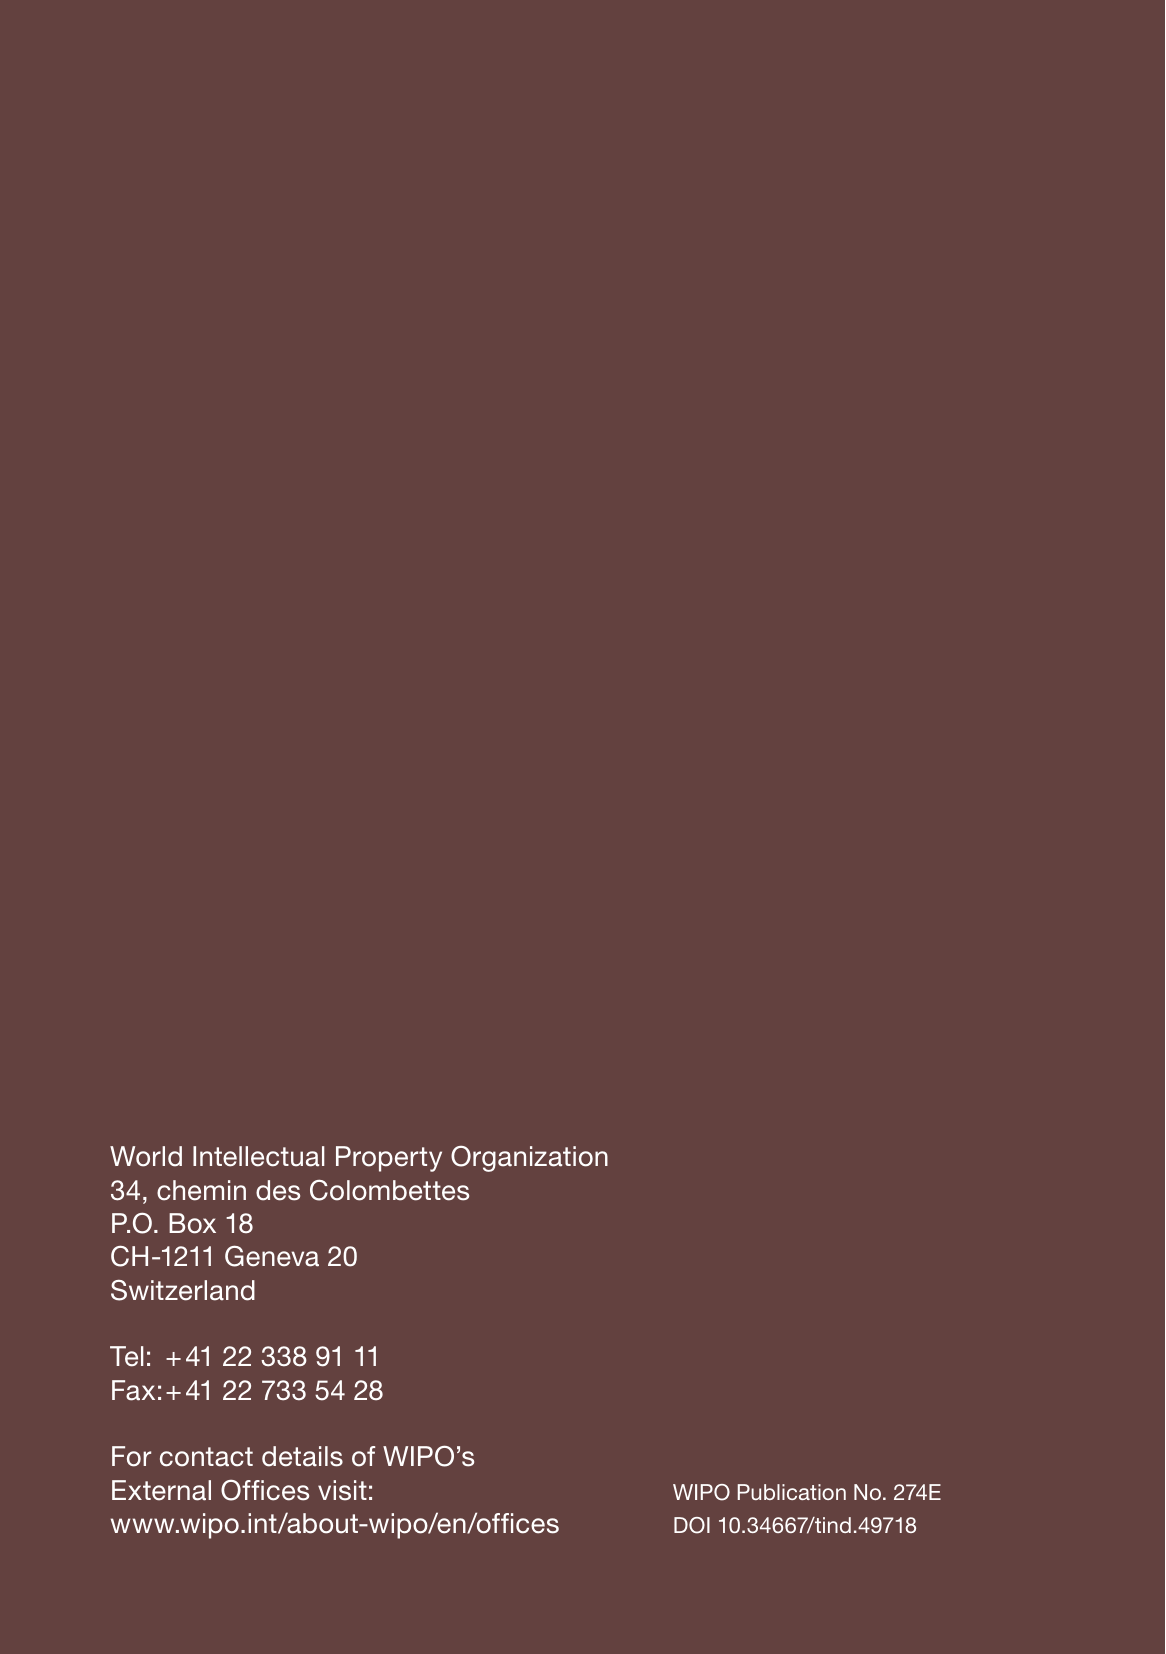 World Intellectual Property Organization
34, chemin des Colombettes
P.O. Box 18
CH-1211 Geneva 20
Switzerland
Tel: +41 22 338 91 11
Fax:+41 22 733 54 28
For contact details of WIPO’s
External Offices visit:
www.wipo.int/about-wipo/en/offices
WIPO Publication No. 274E
DOI 10.34667/tind.49718